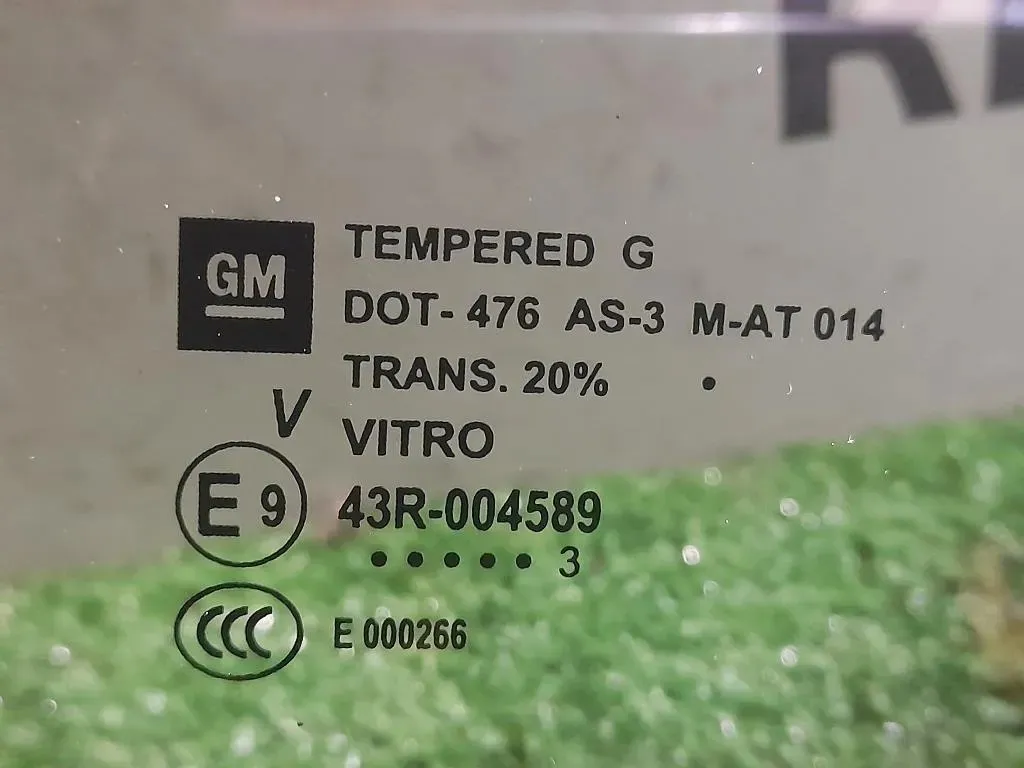 GM
TEMPERED G
DOT- 476 AS-3 M-AT 014
TRANS. 20% •
V
VITRO
E 9
43R-004589
• • • • • 3
CCC
E 000266